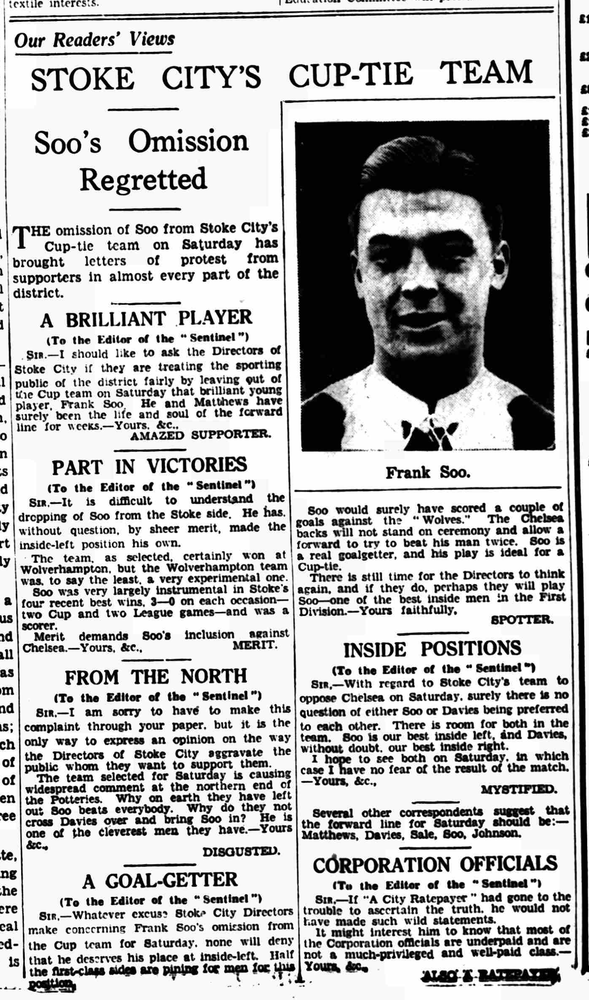 textile interests.
Our Readers' Views
STOKE CITY'S CUP-TIE TEAM
Soo's Omission
Regretted
THE omission of Soo from Stoke City's
Cup-tie team on Saturday has
brought letters of protest from
supporters in almost every part of the
district.
A BRILLIANT PLAYER
(To the Editor of the "Sentinel")
SIR.—I should like to ask the Directors of
Stoke City if they are treating the sporting
public of the district fairly by leaving out of
the Cup team on Saturday that brilliant young
player, Frank Soo. He and Matthews have
surely been the life and soul of the forward
line for weeks.—Yours, &c.,
AMAZED SUPPORTER.
PART IN VICTORIES
(To the Editor of the "Sentinel")
SIR,—It is difficult to understand the
dropping of Soo from the Stoke side. He has,
without question, by sheer merit, made the
inside-left position his own.
The team, as selected, certainly won at
Wolverhampton, but the Wolverhampton team
was, to say the least, a very experimental one.
Soo was very largely instrumental in Stoke's
four recent best wins, 3—0 on each occasion—
two Cup and two League games—and was a
scorer.
Merit demands Soo's inclusion against
Chelsea.—Yours, &c., MERIT.
FROM THE NORTH
(To the Editor of the "Sentinel")
SIR.—I am sorry to have to make this
complaint through your paper, but it is the
only way to express an opinion on the way
the Directors of Stoke City aggravate the
public whom they want to support them.
The team selected for Saturday is causing
widespread comment at the northern end of
the Potteries. Why on earth they have left
out Soo beats everybody. Why do they not
cross Davies over and bring Soo in? He is
one of the cleverest men they have.—Yours
&c.,
DISGUSTED.
A GOAL-GETTER
(To the Editor of the "Sentinel")
SIR,—Whatever excuse Stoke City Directors
make concerning Frank Soo's omission from
the Cup team for Saturday, none will deny
that he deserves his place at inside-left. Half
the first-class sides are pining for men for this
position.
Frank Soo.
Soo would surely have scored a couple of
goals against the "Wolves." The Chelsea
backs will not stand on ceremony and allow a
forward to try to beat his man twice. Soo is
a real goalgetter, and his play is ideal for a
Cup-tie.
There is still time for the Directors to think
again, and if they do, perhaps they will play
Soo—one of the best inside men in the First
Division.—Yours faithfully,
SPOTTER.
INSIDE POSITIONS
(To the Editor of the "Sentinel")
SIR,—With regard to Stoke City's team to
oppose Chelsea on Saturday, surely there is no
question of either Soo or Davies being preferred
to each other. There is room for both in the
team. Soo is our best inside left, and Davies,
without doubt, our best inside right.
I hope to see both on Saturday, in which
case I have no fear of the result of the match.
—Yours, &c.,
MYSTIFIED.
Several other correspondents suggest that
the forward line for Saturday should be:—
Matthews, Davies, Sale, Soo, Johnson.
CORPORATION OFFICIALS
(To the Editor of the "Sentinel")
SIR,—If "A City Ratepayer" had gone to the
trouble to ascertain the truth, he would not
have made such wild statements.
It might interest him to know that most of
the Corporation officials are underpaid and are
not a much-privileged and well-paid class.—
Yours, &c.,
ALSO A RATEPAYER.